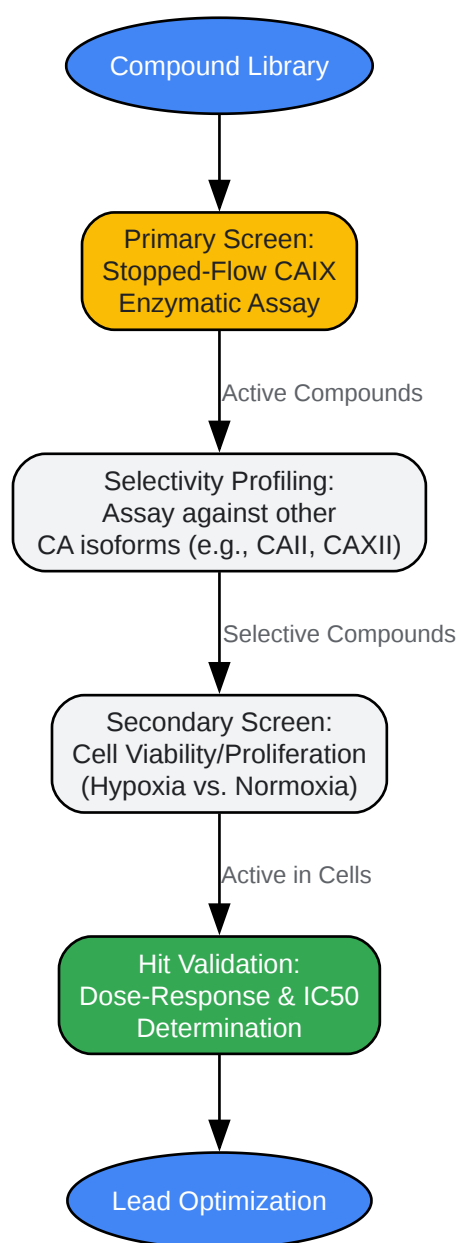 Compound Library
Primary Screen:
Stopped-Flow CAIX
Enzymatic Assay
Active Compounds
Selectivity Profiling:
Assay against other
CA isoforms (e.g., CAII, CAXII)
Selective Compounds
Secondary Screen:
Cell Viability/Proliferation
(Hypoxia vs. Normoxia)
Active in Cells
Hit Validation:
Dose-Response & IC50
Determination
Lead Optimization